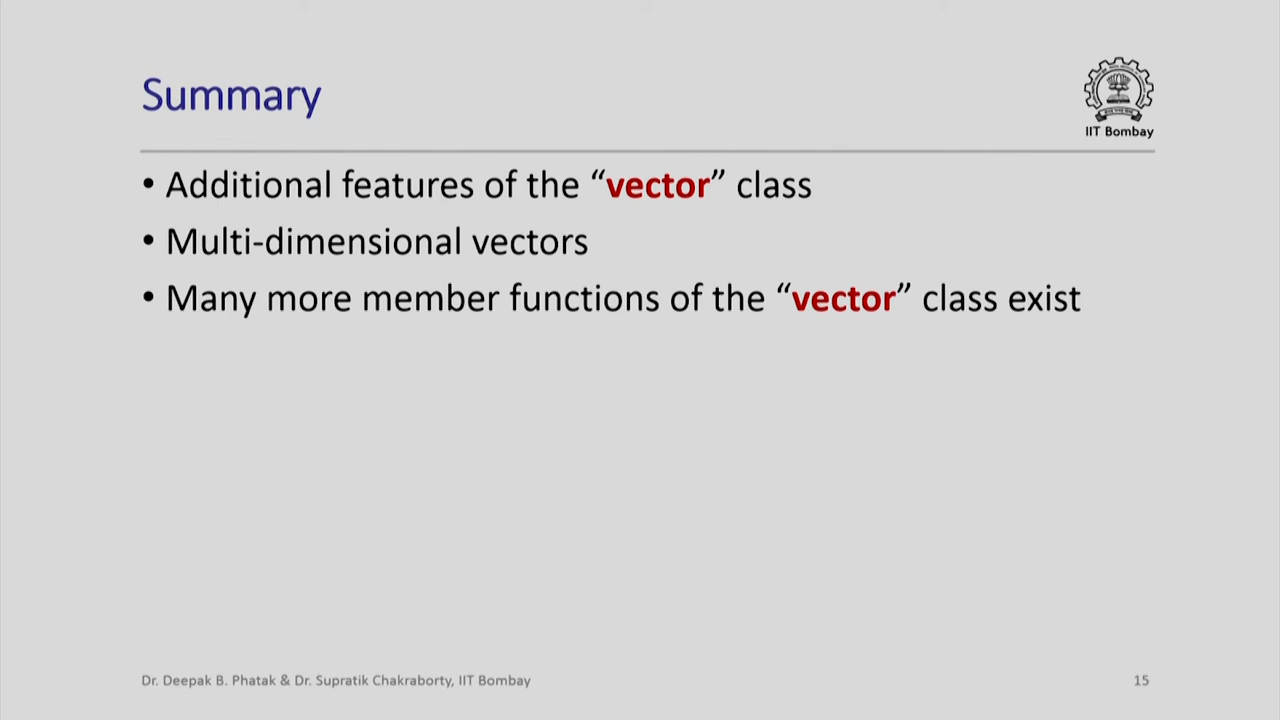 Summary
IIT Bombay
• Additional features of the “vector” class
• Multi-dimensional vectors
• Many more member functions of the “vector” class exist
Dr. Deepak B. Phatak & Dr. Supratik Chakraborty, IIT Bombay
15